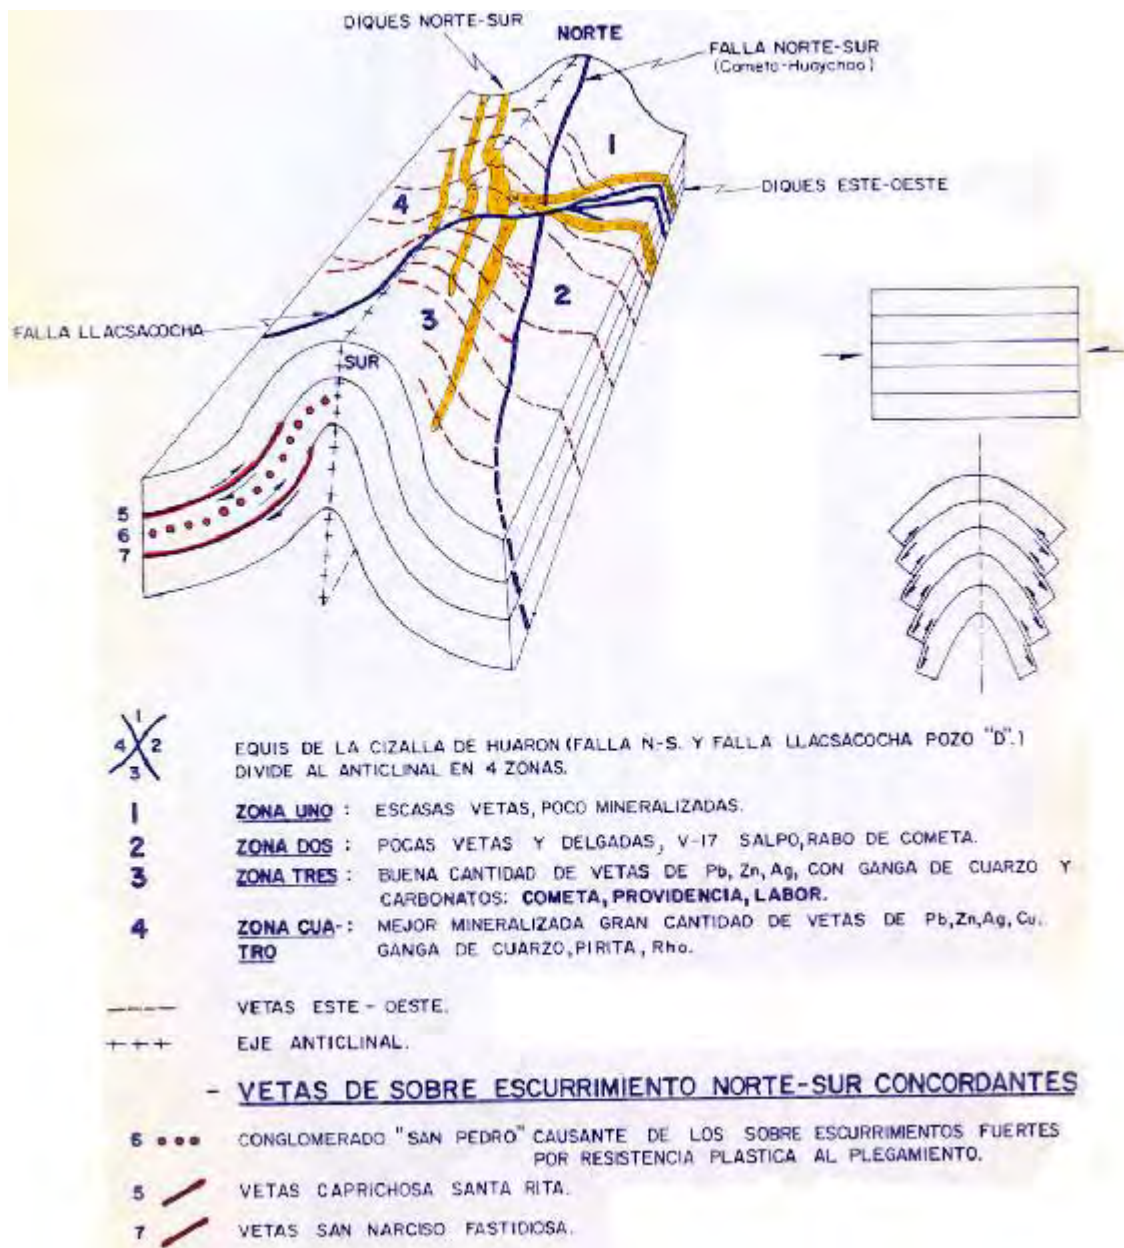 DIQUES NORTE-SUR
NORTE
FALLA NORTE-SUR
(Cometa-Huaychao)
1
DIQUES ESTE-OESTE
4
2
3
FALLA LLACSACOCHA
SUR
5
6
7
1
4 2
3
EQUIS DE LA CIZALLA DE HUARON (FALLA N-S. Y FALLA LLACSACOCHA POZO "D".)
DIVIDE AL ANTICLINAL EN 4 ZONAS.
1 ZONA UNO : ESCASAS VETAS, POCO MINERALIZADAS.
2 ZONA DOS : POCAS VETAS Y DELGADAS, V-17 SALPO, RABO DE COMETA.
3 ZONA TRES : BUENA CANTIDAD DE VETAS DE Pb, Zn, Ag, CON GANGA DE CUARZO Y
CARBONATOS: COMETA, PROVIDENCIA, LABOR.
4 ZONA CUA-: MEJOR MINERALIZADA GRAN CANTIDAD DE VETAS DE Pb, Zn, Ag, Cu.
TRO GANGA DE CUARZO, PIRITA, Rho.
VETAS ESTE - OESTE.
EJE ANTICLINAL.
- VETAS DE SOBRE ESCURRIMIENTO NORTE-SUR CONCORDANTES
6 CONGLOMERADO "SAN PEDRO" CAUSANTE DE LOS SOBRE ESCURRIMIENTOS FUERTES
POR RESISTENCIA PLASTICA AL PLEGAMIENTO.
5 VETAS CAPRICHOSA SANTA RITA.
7 VETAS SAN NARCISO FASTIDIOSA.